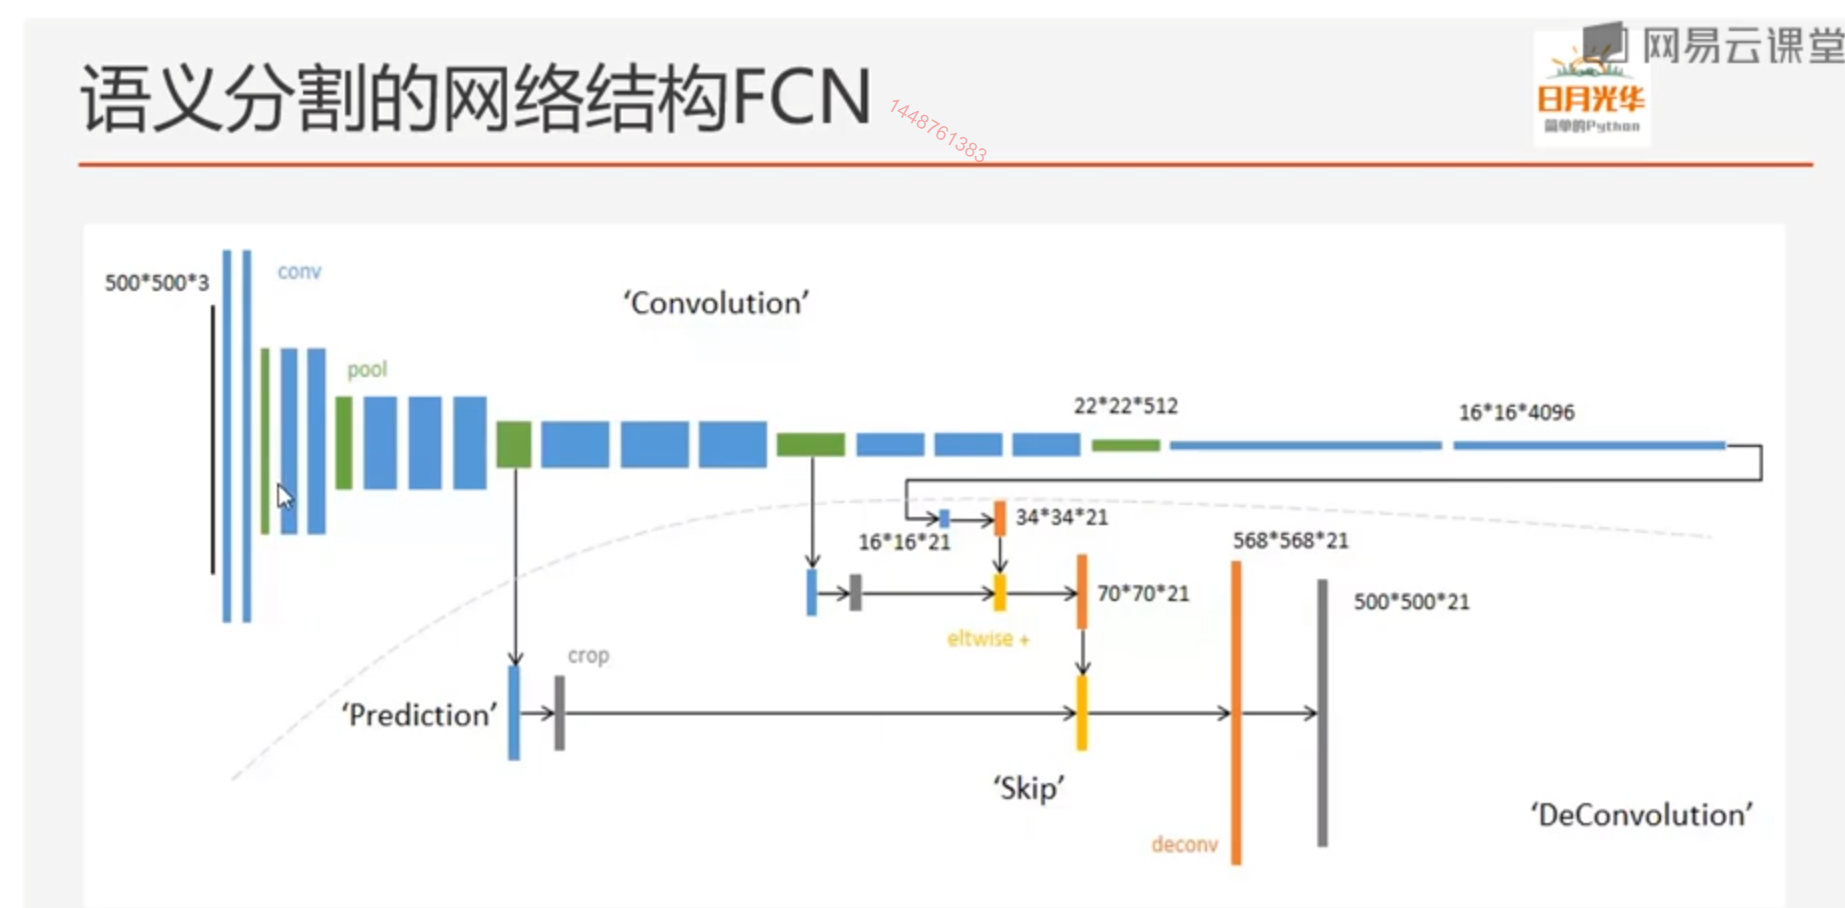 网易云课堂
语义分割的网络结构FCN
1448761383
日月光华
简单的Python
500*500*3
conv
‘Convolution’
pool
22*22*512
16*16*4096
34*34*21
16*16*21
568*568*21
70*70*21
500*500*21
eltwise +
crop
‘Prediction’
‘Skip’
‘DeConvolution’
deconv